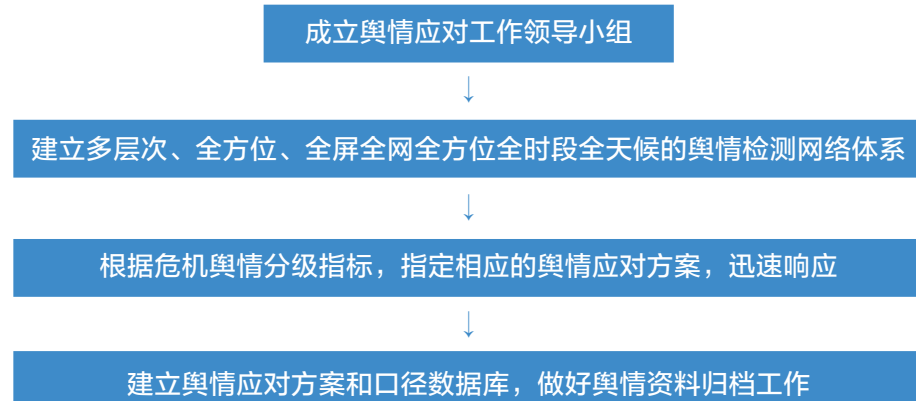 成立舆情应对工作领导小组
建立多层次、全方位、全屏全网全方位全时段全天候的舆情检测网络体系
根据危机舆情分级指标，指定相应的舆情应对方案，迅速响应
建立舆情应对方案和口径数据库，做好舆情资料归档工作